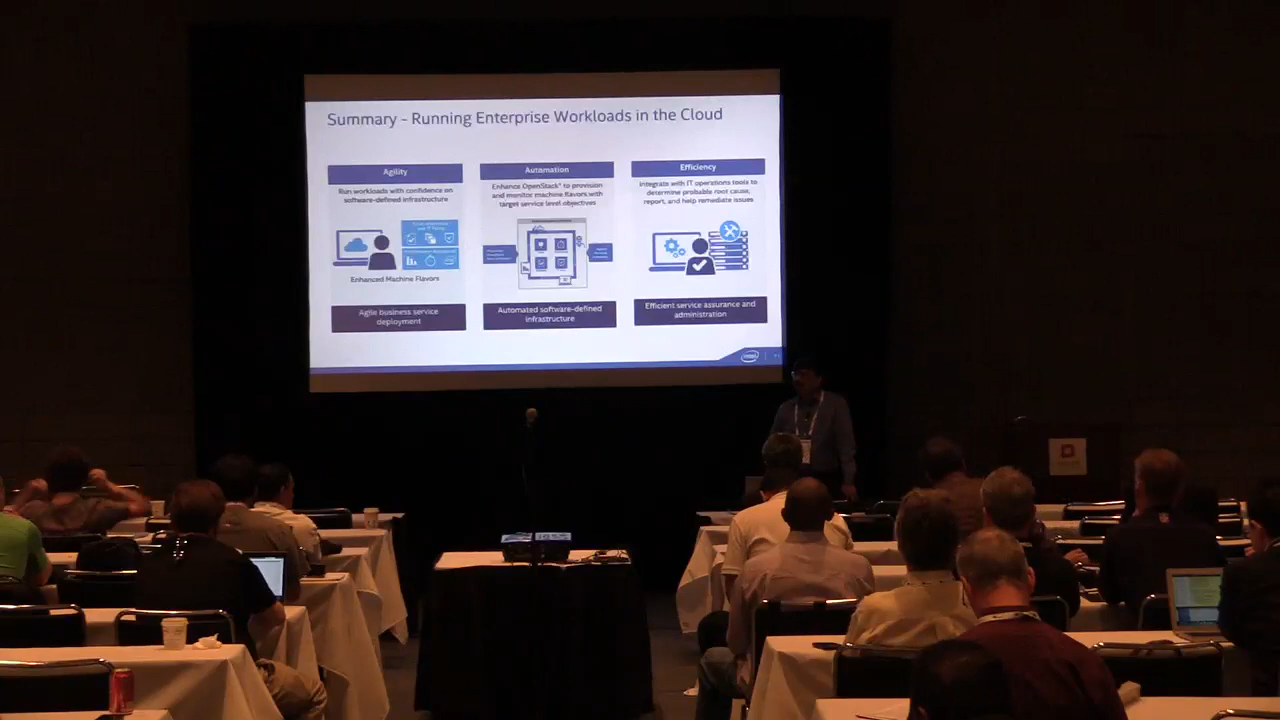 Summary - Running Enterprise Workloads in the Cloud
Agility
Run workloads with confidence on
software-defined infrastructure
Enhanced Machine Flavors
Agile business service
deployment
Automation
Enhance OpenStack* to provision
and monitor machine flavors with
target service level objectives
Automated software-defined
infrastructure
Efficiency
Integrate with IT operations tools to
determine probable root cause,
report, and help remediate issues
Efficient service assurance and
administration
intel